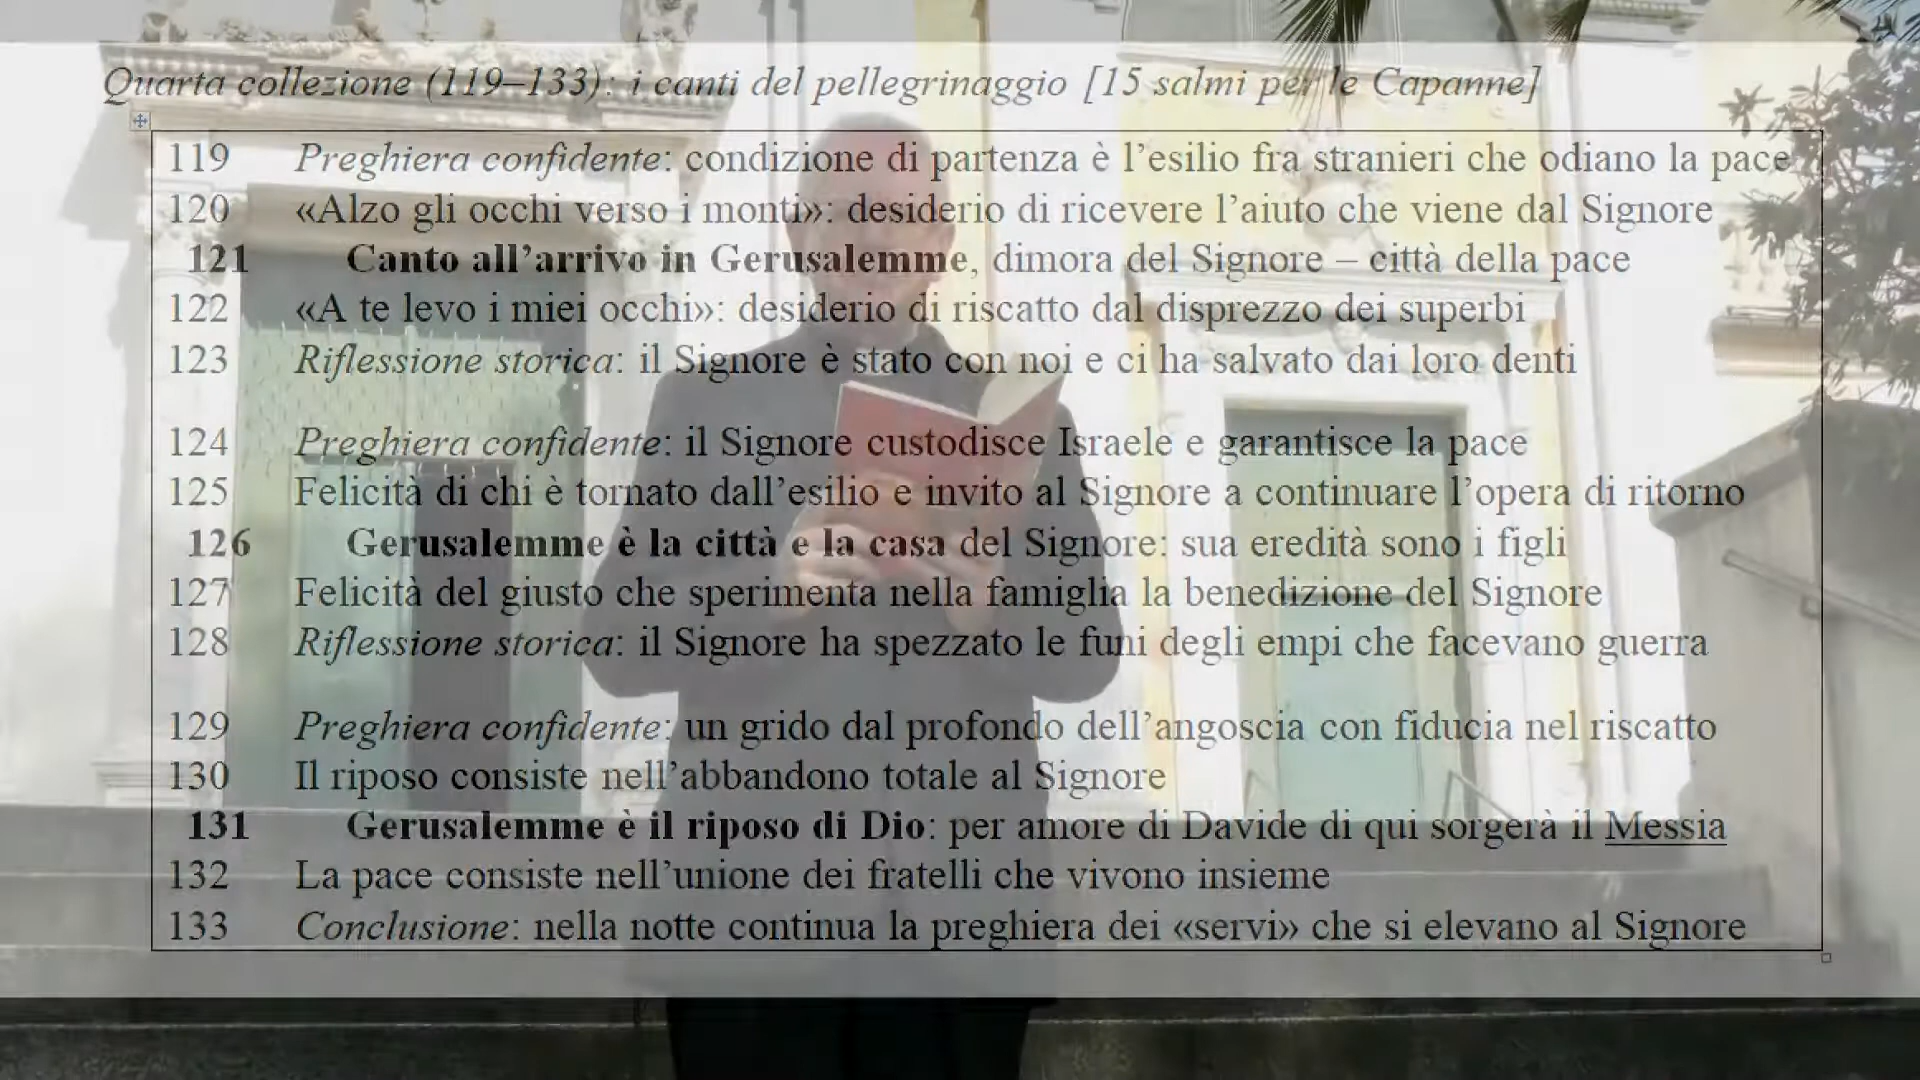 Quarta collezione (119–133): i canti del pellegrinaggio [15 salmi per le Capanne]
119 Preghiera confidente: condizione di partenza è l’esilio fra stranieri che odiano la pace
120 «Alzo gli occhi verso i monti»: desiderio di ricevere l’aiuto che viene dal Signore
121 Canto all’arrivo in Gerusalemme, dimora del Signore – città della pace
122 «A te levo i miei occhi»: desiderio di riscatto dal disprezzo dei superbi
123 Riflessione storica: il Signore è stato con noi e ci ha salvato dai loro denti
124 Preghiera confidente: il Signore custodisce Israele e garantisce la pace
125 Felicità di chi è tornato dall’esilio e invito al Signore a continuare l’opera di ritorno
126 Gerusalemme è la città e la casa del Signore: sua eredità sono i figli
127 Felicità del giusto che sperimenta nella famiglia la benedizione del Signore
128 Riflessione storica: il Signore ha spezzato le funi degli empi che facevano guerra
129 Preghiera confidente: un grido dal profondo dell’angoscia con fiducia nel riscatto
130 Il riposo consiste nell’abbandono totale al Signore
131 Gerusalemme è il riposo di Dio: per amore di Davide di qui sorgerà il Messia
132 La pace consiste nell’unione dei fratelli che vivono insieme
133 Conclusione: nella notte continua la preghiera dei «servi» che si elevano al Signore